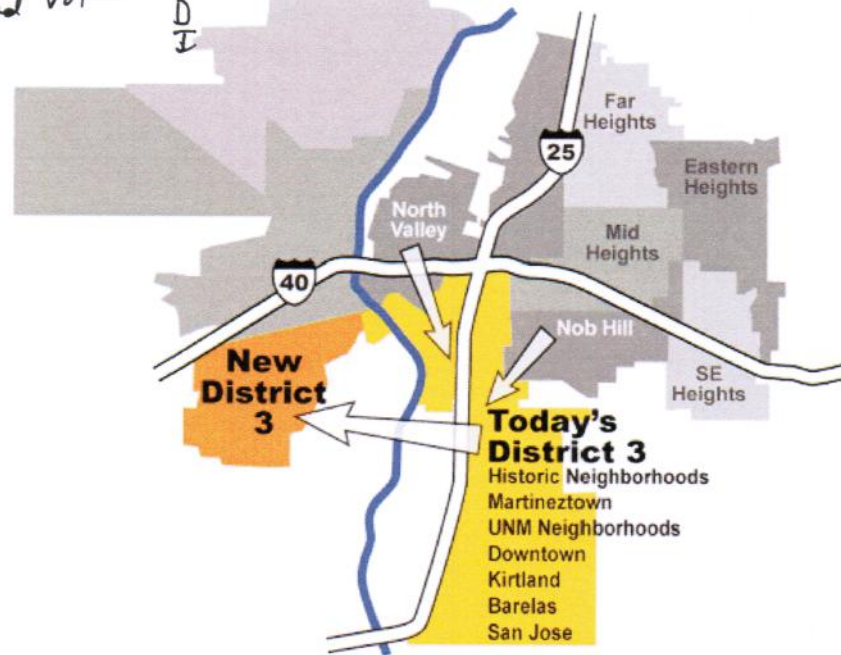 D
I
Far
Heights
25
Eastern
Heights
North
Valley
Mid
Heights
40
Nob Hill
New
District
3
SE
Heights
Today's
District 3
Historic Neighborhoods
Martineztown
UNM Neighborhoods
Downtown
Kirtland
Barelas
San Jose